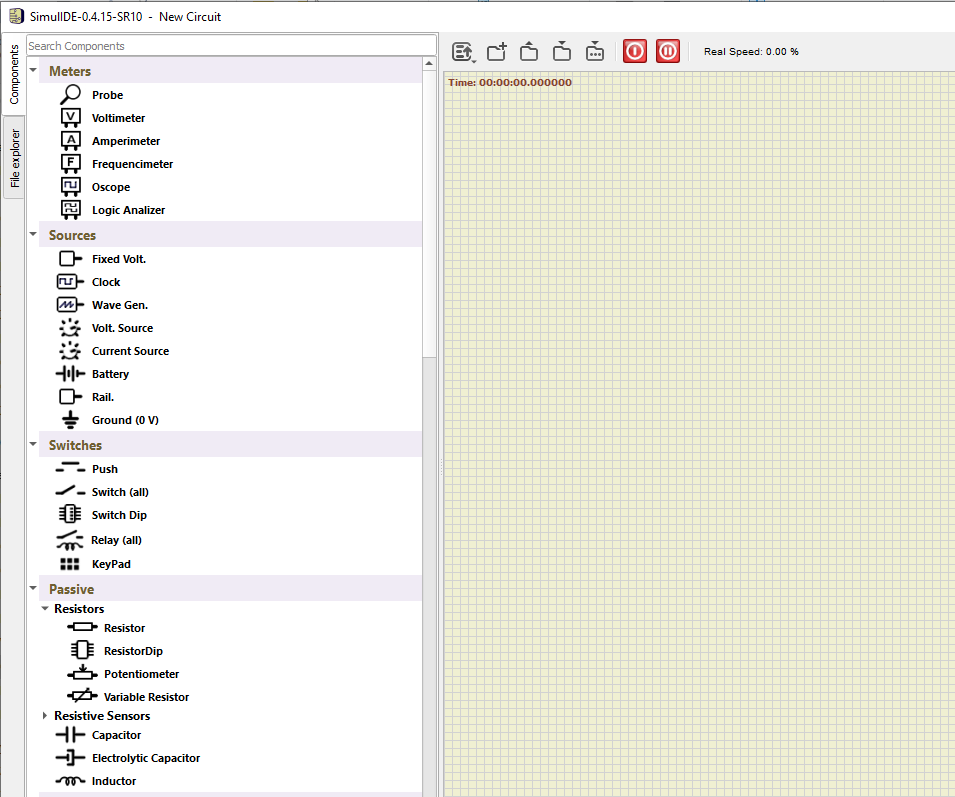 SimulIDE-0.4.15-SR10 - New Circuit
Components
File explorer
Search Components
Meters
Probe
Voltimeter
Amperimeter
Frequencimeter
Oscope
Logic Analizer
Sources
Fixed Volt.
Clock
Wave Gen.
Volt. Source
Current Source
Battery
Rail.
Ground (0 V)
Switches
Push
Switch (all)
Switch Dip
Relay (all)
KeyPad
Passive
Resistors
Resistor
ResistorDip
Potentiometer
Variable Resistor
Resistive Sensors
Capacitor
Electrolytic Capacitor
Inductor
Real Speed: 0.00 %
Time: 00:00:00.000000